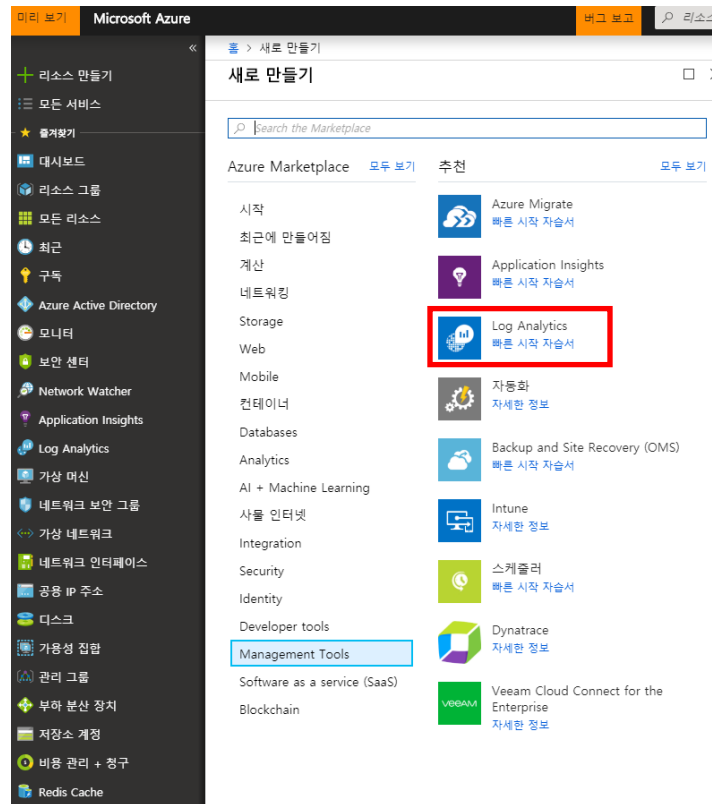 미리 보기
Microsoft Azure
버그 보고
리소스
«
홈 > 새로 만들기
리소스 만들기
새로 만들기
모든 서비스
즐겨찾기
Search the Marketplace
대시보드
리소스 그룹
모든 리소스
최근
구독
Azure Active Directory
모니터
보안 센터
Network Watcher
Application Insights
Log Analytics
가상 머신
네트워크 보안 그룹
가상 네트워크
네트워크 인터페이스
공용 IP 주소
디스크
가용성 집합
관리 그룹
부하 분산 장치
저장소 계정
비용 관리 + 청구
Redis Cache
Azure Marketplace 모두 보기
시작
최근에 만들어짐
계산
네트워킹
Storage
Web
Mobile
컨테이너
Databases
Analytics
AI + Machine Learning
사물 인터넷
Integration
Security
Identity
Developer tools
Management Tools
Software as a service (SaaS)
Blockchain
추천 모두 보기
Azure Migrate
빠른 시작 자습서
Application Insights
빠른 시작 자습서
Log Analytics
빠른 시작 자습서
자동화
자세한 정보
Backup and Site Recovery (OMS)
빠른 시작 자습서
Intune
자세한 정보
스케줄러
빠른 시작 자습서
Dynatrace
자세한 정보
veeAM
Veeam Cloud Connect for the
Enterprise
자세한 정보